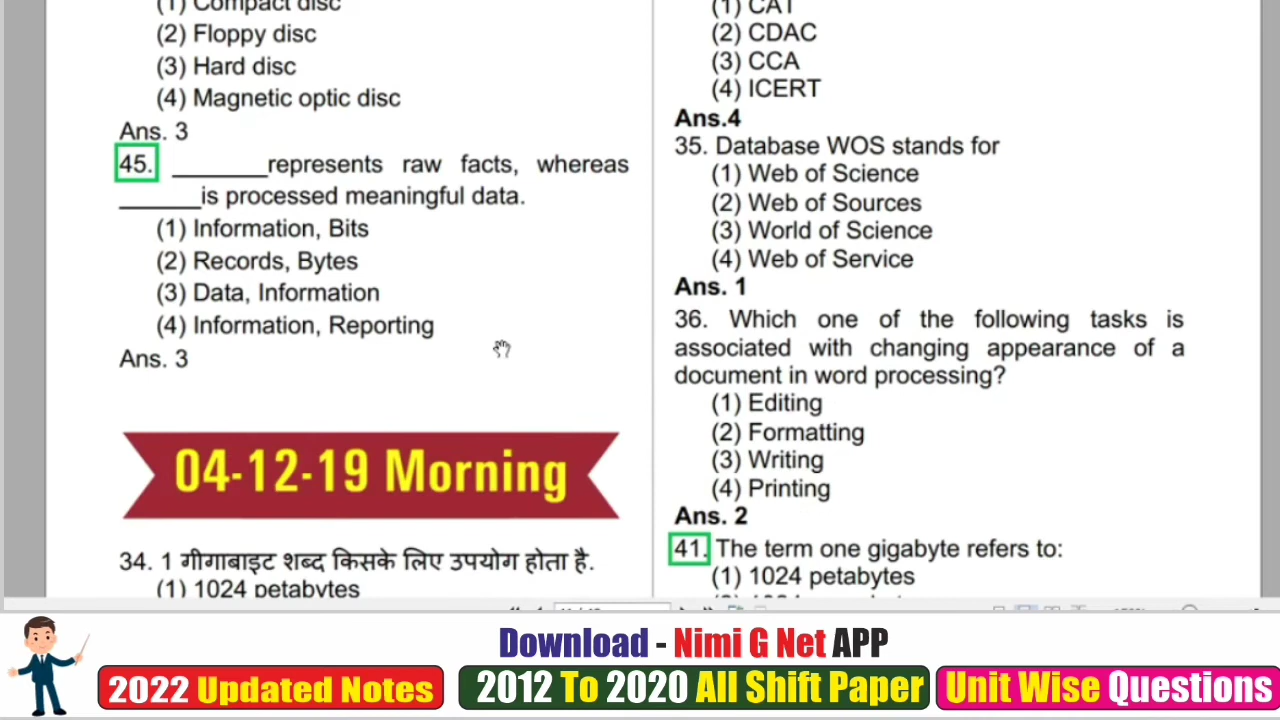 (1) Compact disc
(2) Floppy disc
(3) Hard disc
(4) Magnetic optic disc
Ans. 3
45. _______represents raw facts, whereas
______is processed meaningful data.
(1) Information, Bits
(2) Records, Bytes
(3) Data, Information
(4) Information, Reporting
Ans. 3
04-12-19 Morning
34. 1 गीगाबाइट शब्द किसके लिए उपयोग होता है.
(1) 1024 petabytes
(1) CAT
(2) CDAC
(3) CCA
(4) ICERT
Ans.4
35. Database WOS stands for
(1) Web of Science
(2) Web of Sources
(3) World of Science
(4) Web of Service
Ans. 1
36. Which one of the following tasks is
associated with changing appearance of a
document in word processing?
(1) Editing
(2) Formatting
(3) Writing
(4) Printing
Ans. 2
41. The term one gigabyte refers to:
(1) 1024 petabytes
Download - Nimi G Net APP
2022 Updated Notes
2012 To 2020 All Shift Paper
Unit Wise Questions